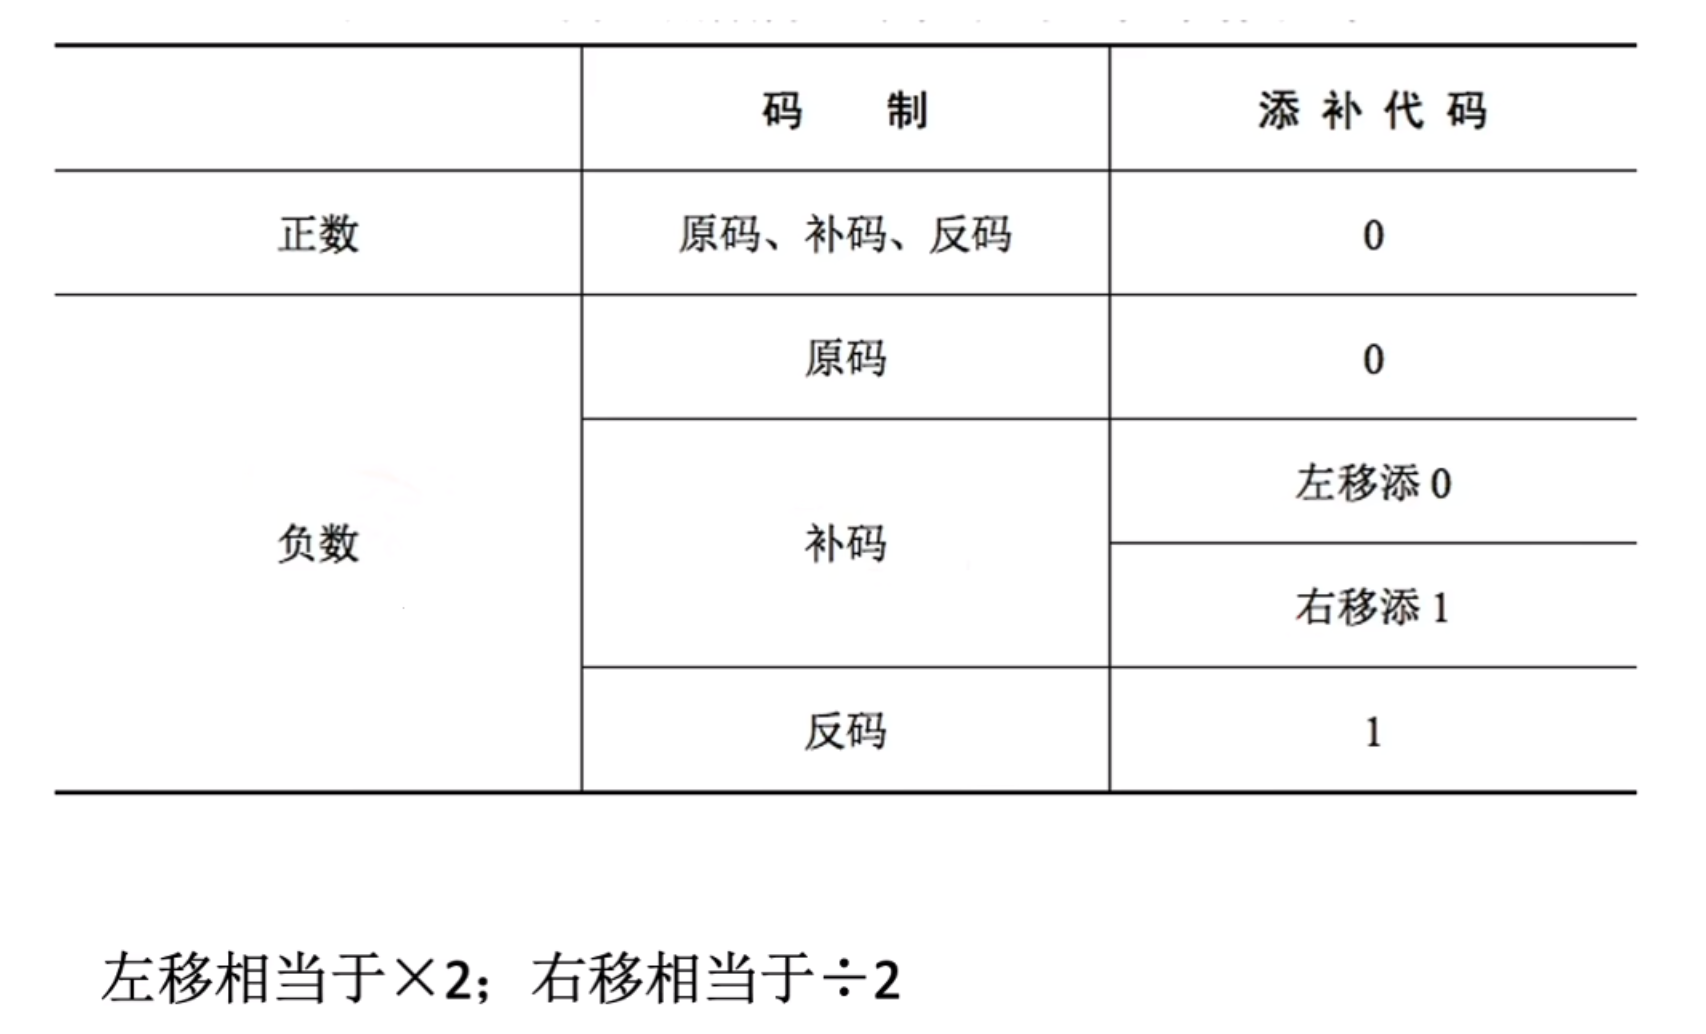 码 制 添补代码
正数 原码、补码、反码 0
原码 0
左移添0
负数 补码
右移添1
反码 1
左移相当于×2；右移相当于÷2